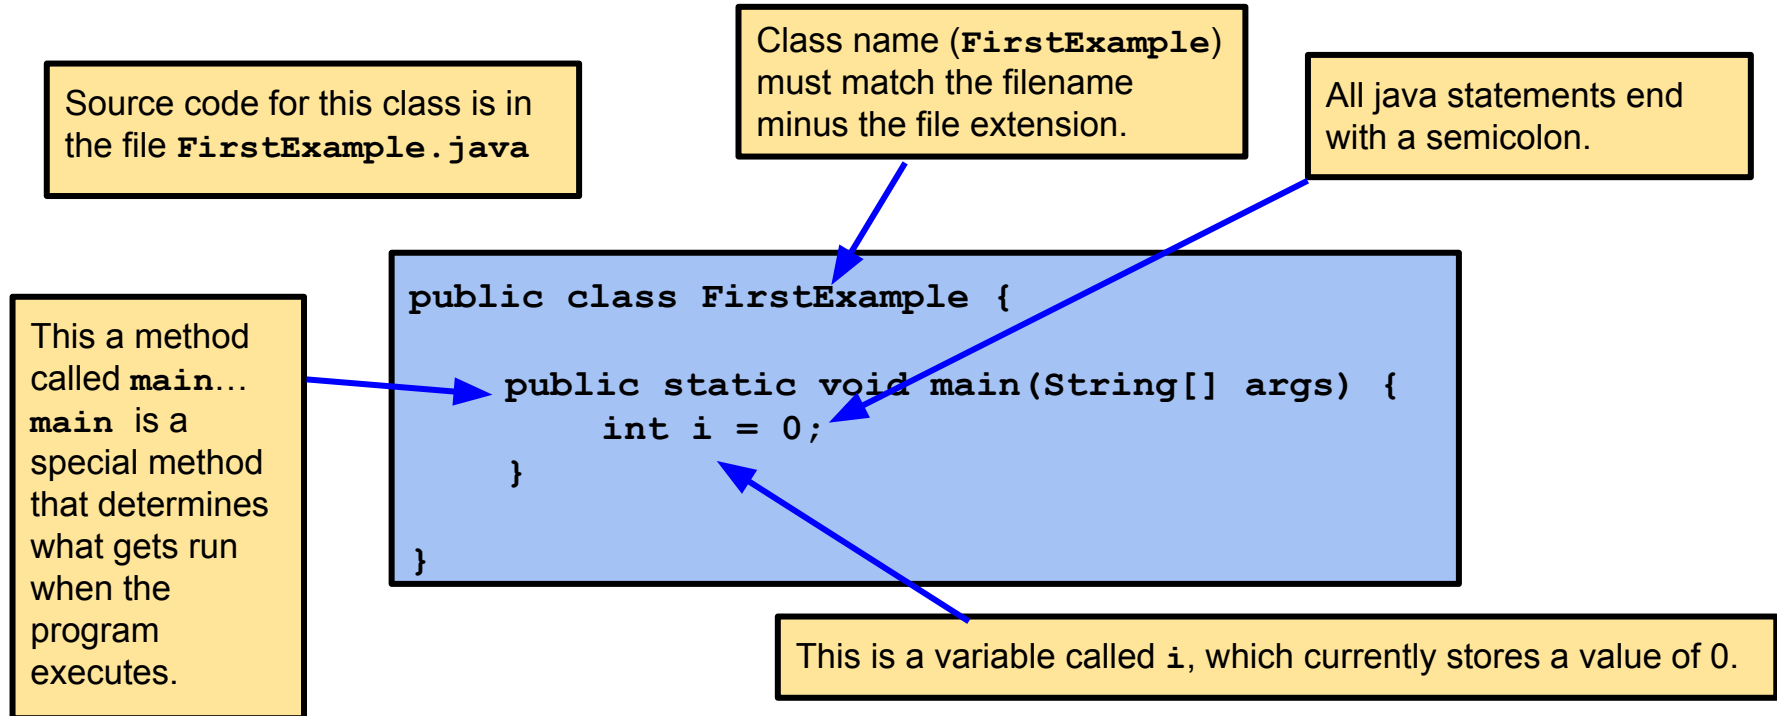 Source code for this class is in
the file FirstExample.java
Class name (FirstExample)
must match the filename
minus the file extension.
All java statements end
with a semicolon.
This a method
called main…
main is a
special method
that determines
what gets run
when the
program
executes.
public class FirstExample {
public static void main(String[] args) {
int i = 0;
}
}
This is a variable called i, which currently stores a value of 0.